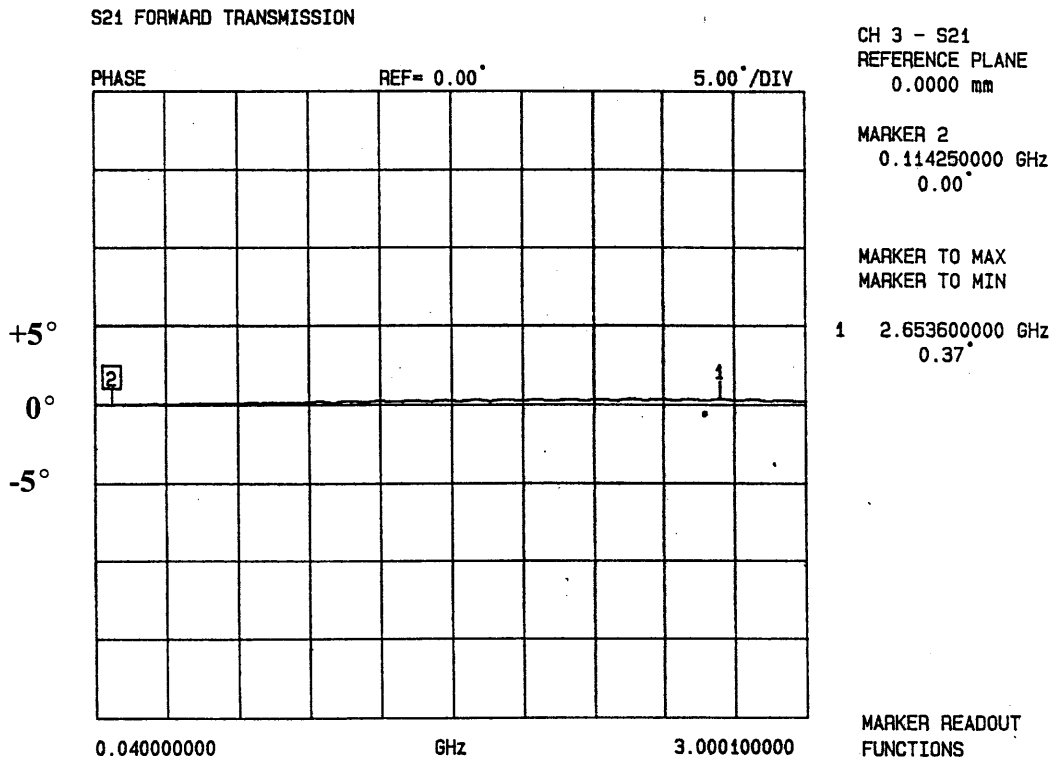 S21 FORWARD TRANSMISSION
CH 3 - S21
REFERENCE PLANE
0.0000 mm
PHASE REF= 0.00° 5.00°/DIV
MARKER 2
0.114250000 GHz
0.00°
MARKER TO MAX
MARKER TO MIN
+5°
1 2.653600000 GHz
0.37°
2
1
0°
-5°
MARKER READOUT
FUNCTIONS
0.040000000 GHz 3.000100000